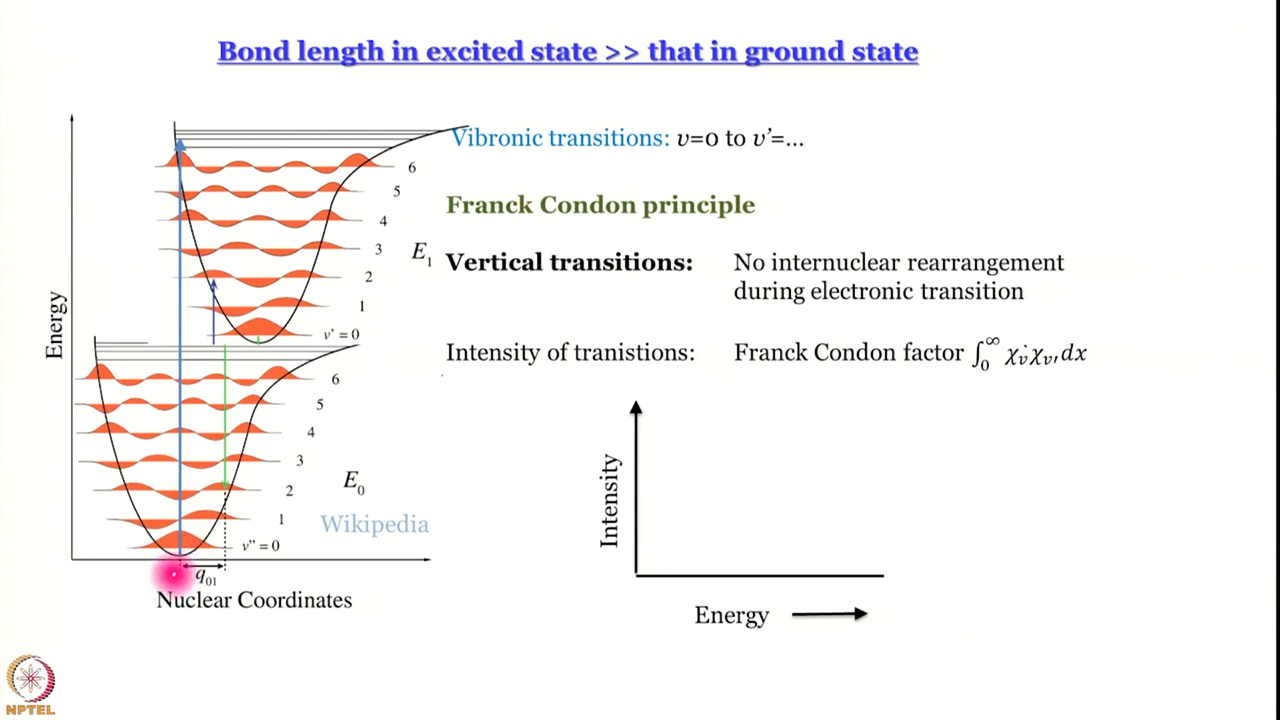 Bond length in excited state >> that in ground state
Vibronic transitions: v=0 to v'=...
Franck Condon principle
Vertical transitions: No internuclear rearrangement
during electronic transition
Intensity of tranistions: Franck Condon factor ∫₀^∞ χᵥ̇χᵥ′dx
Energy
6
5
4
3
2
1
v' = 0
E₁
6
5
4
3
2
1
v" = 0
E₀
Wikipedia
q₀₁
Nuclear Coordinates
Intensity
Energy
NPTEL